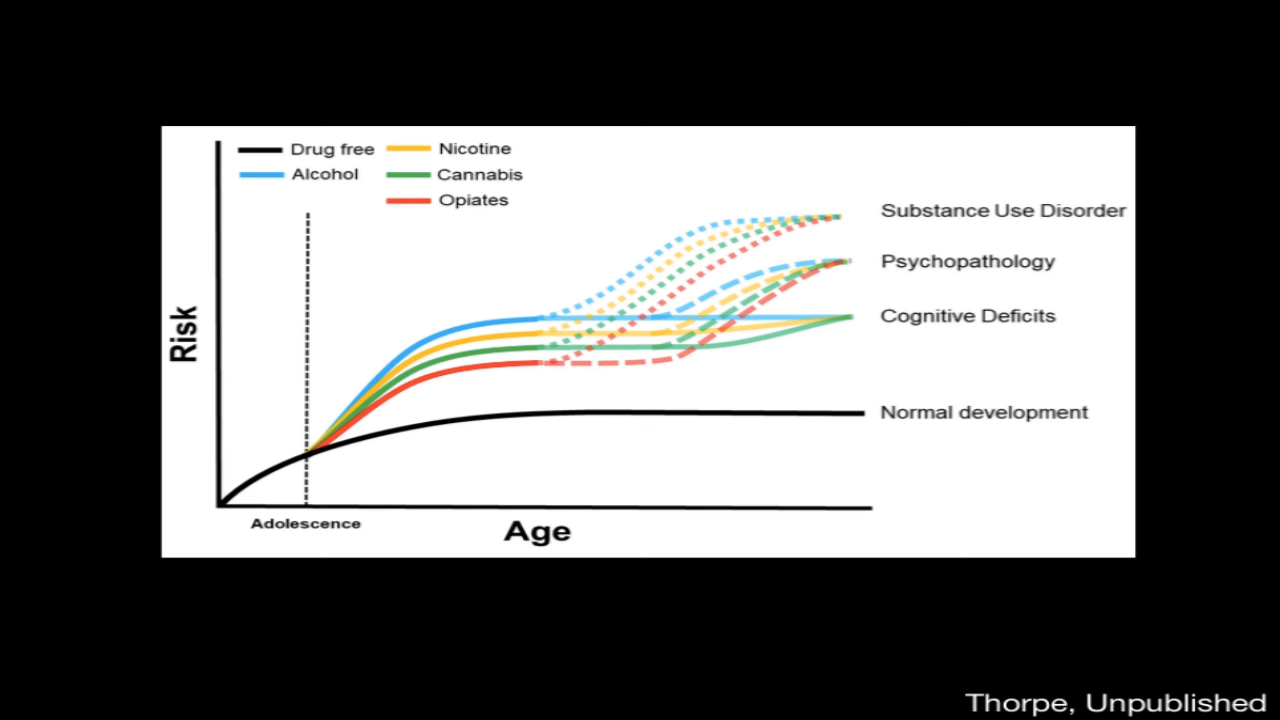 Drug free
Nicotine
Alcohol
Cannabis
Opiates
Substance Use Disorder
Psychopathology
Cognitive Deficits
Normal development
Risk
Adolescence
Age
Thorpe, Unpublished